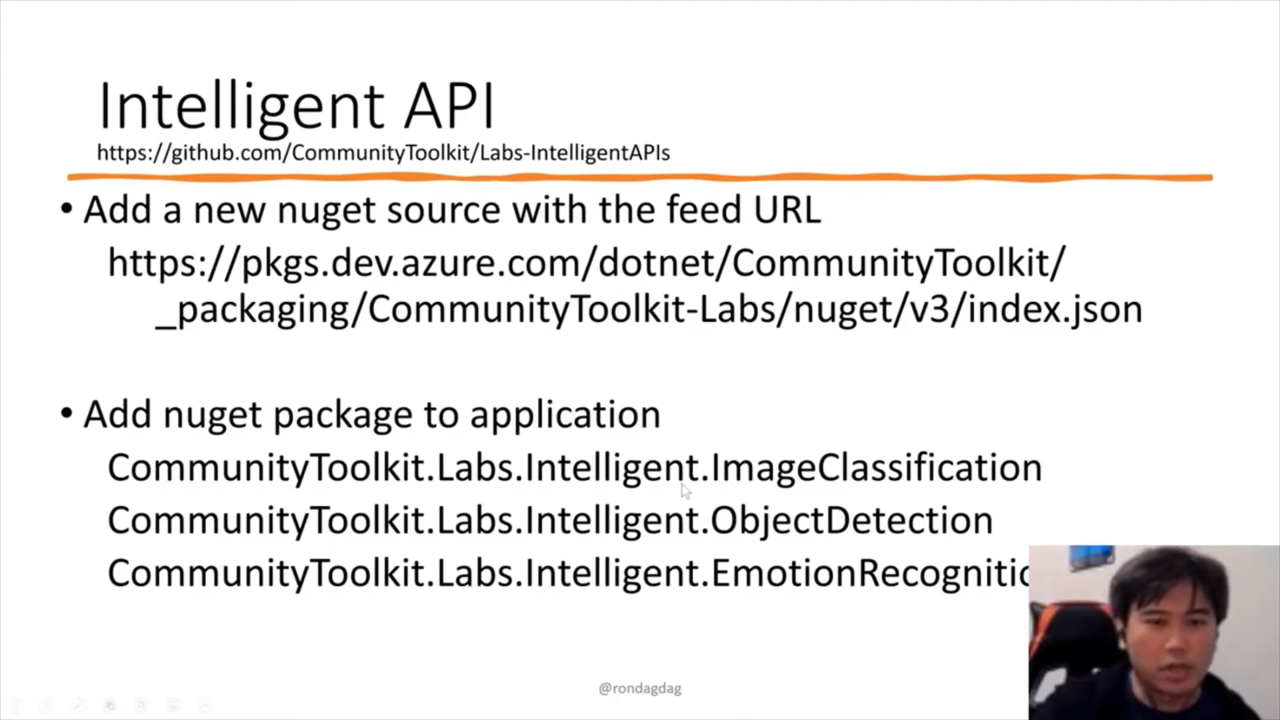 Intelligent API
https://github.com/CommunityToolkit/Labs-IntelligentAPIs
• Add a new nuget source with the feed URL
https://pkgs.dev.azure.com/dotnet/CommunityToolkit/
_packaging/CommunityToolkit-Labs/nuget/v3/index.json
• Add nuget package to application
CommunityToolkit.Labs.Intelligent.ImageClassification
CommunityToolkit.Labs.Intelligent.ObjectDetection
CommunityToolkit.Labs.Intelligent.EmotionRecognitio
@rondagdag